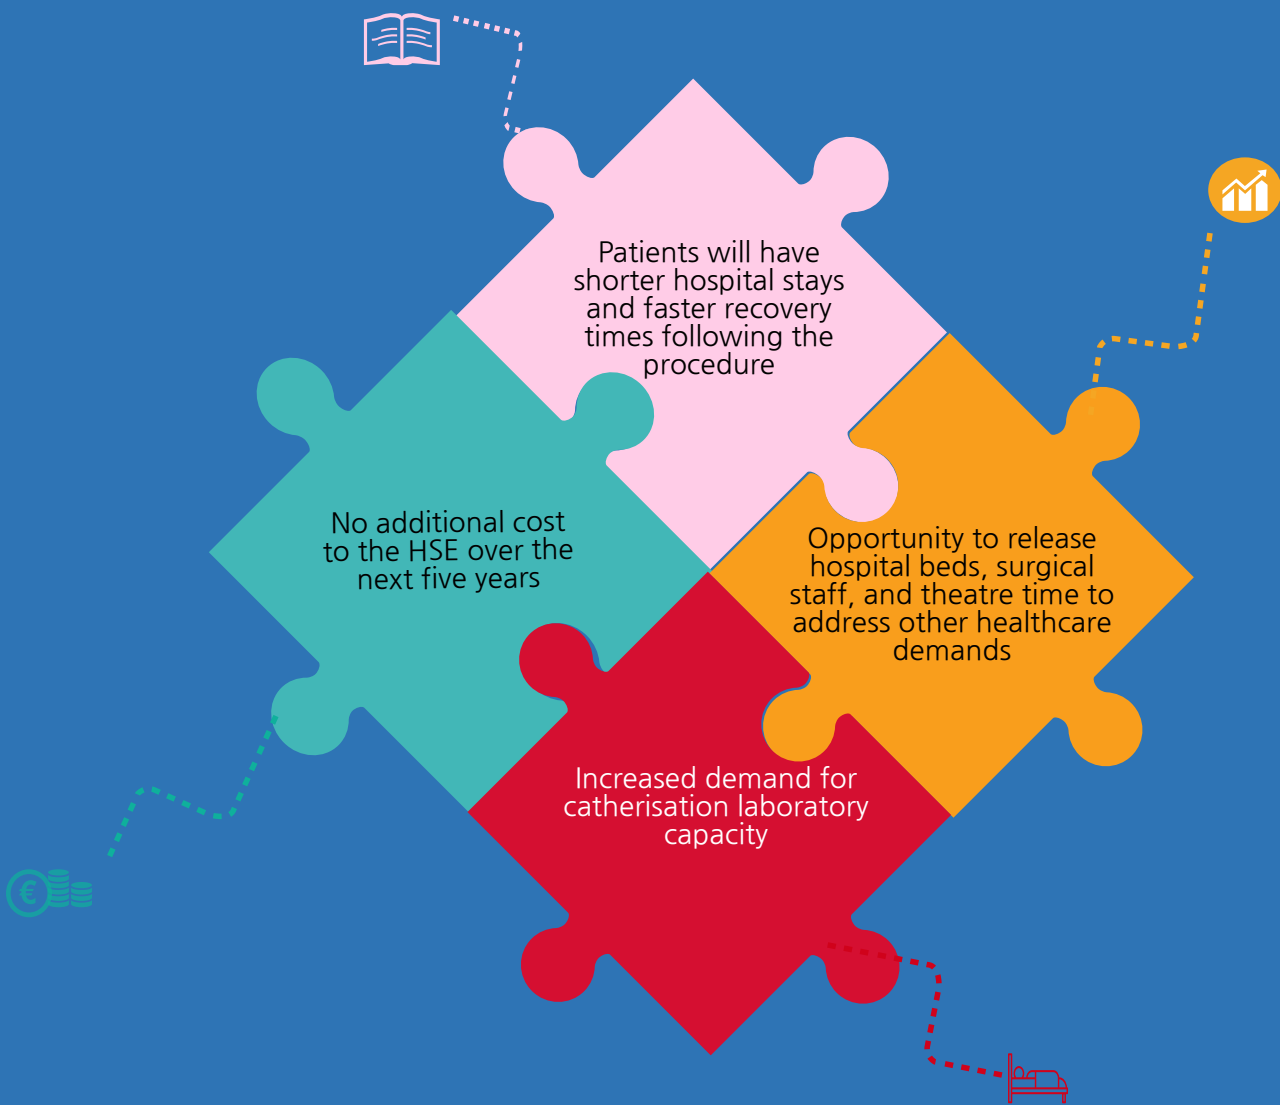 Patients will have
shorter hospital stays
and faster recovery
times following the
procedure
No additional cost
to the HSE over the
next five years
Opportunity to release
hospital beds, surgical
staff, and theatre time to
address other healthcare
demands
Increased demand for
catherisation laboratory
capacity
€